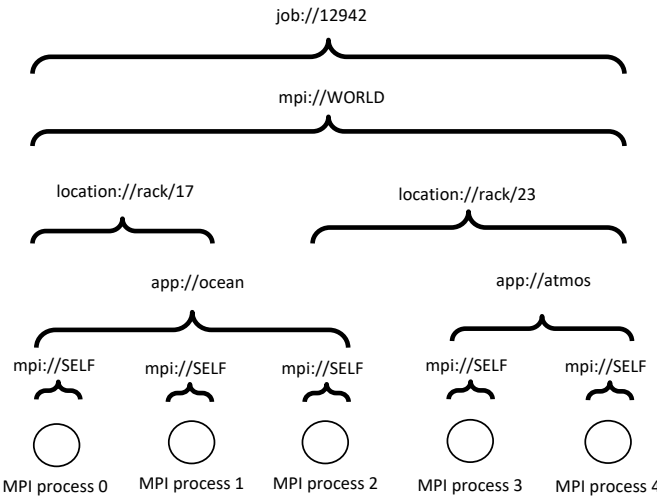 job://12942
mpi://WORLD
location://rack/17
location://rack/23
app://ocean
app://atmos
mpi://SELF
mpi://SELF
mpi://SELF
mpi://SELF
mpi://SELF
MPI process 0
MPI process 1
MPI process 2
MPI process 3
MPI process 4